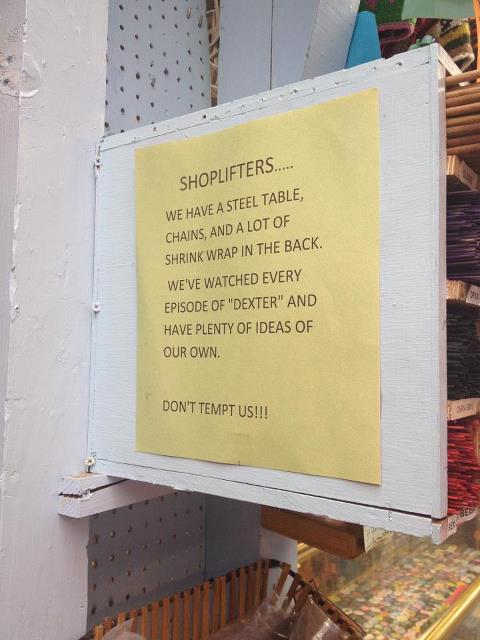 SHOPLIFTERS.....
WE HAVE A STEEL TABLE,
CHAINS, AND A LOT OF
SHRINK WRAP IN THE BACK.
WE'VE WATCHED EVERY
EPISODE OF "DEXTER" AND
HAVE PLENTY OF IDEAS OF
OUR OWN.
DON'T TEMPT US!!!